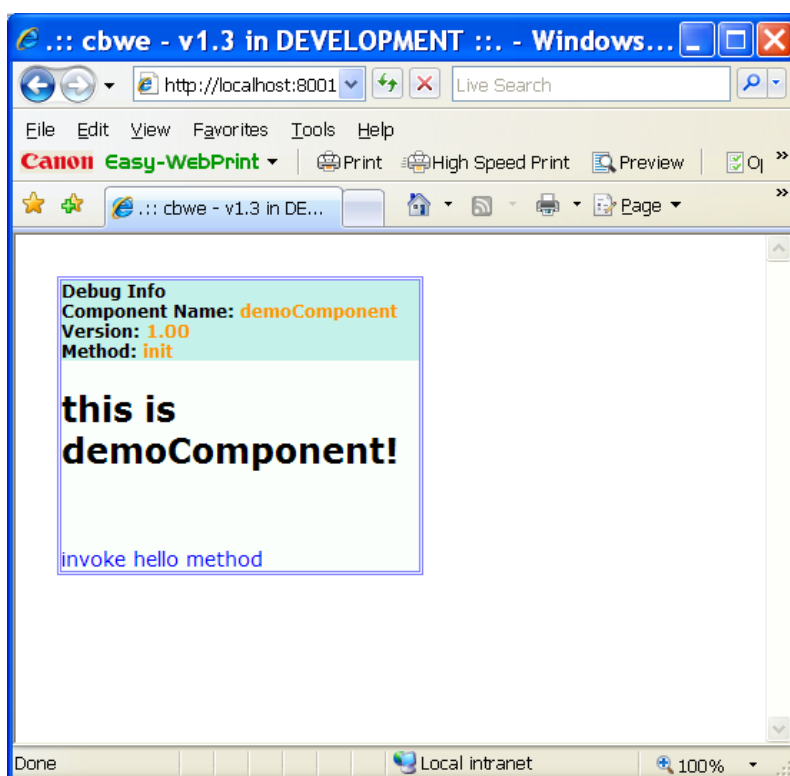 .:: cbwe - v1.3 in DEVELOPMENT ::. - Windows...
http://localhost:8001
Live Search
File Edit View Favorites Tools Help
Canon Easy-WebPrint Print High Speed Print Preview
.:: cbwe - v1.3 in DE...
Page
Debug Info
Component Name: demoComponent
Version: 1.00
Method: init
this is
demoComponent!
invoke hello method
Done
Local intranet
100%